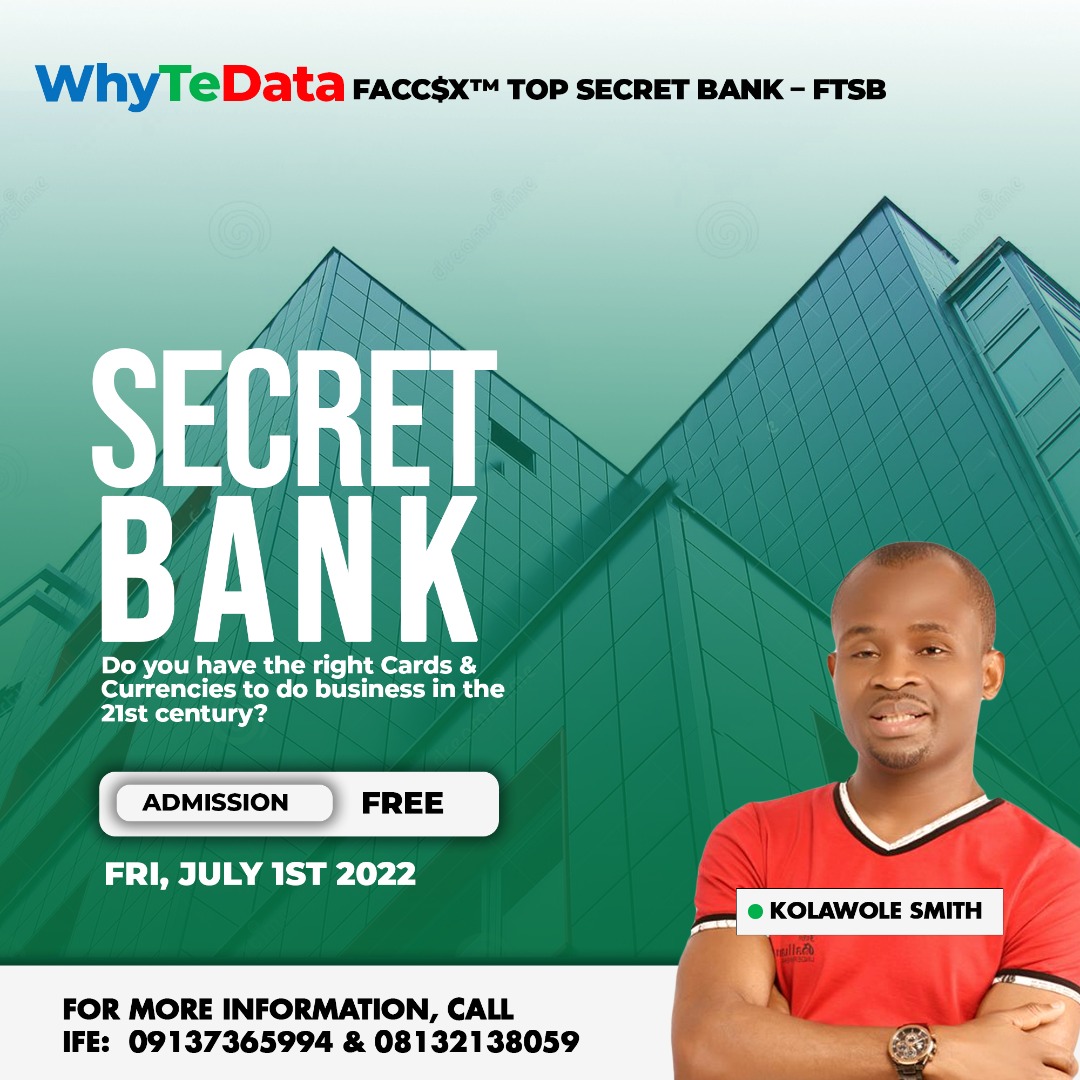 WhyTeData FACC$X™ TOP SECRET BANK – FTSB
SECRET
BANK
Do you have the right Cards &
Currencies to do business in the
21st century?
ADMISSION FREE
FRI, JULY 1ST 2022
KOLAWOLE SMITH
FOR MORE INFORMATION, CALL
IFE: 09137365994 & 08132138059